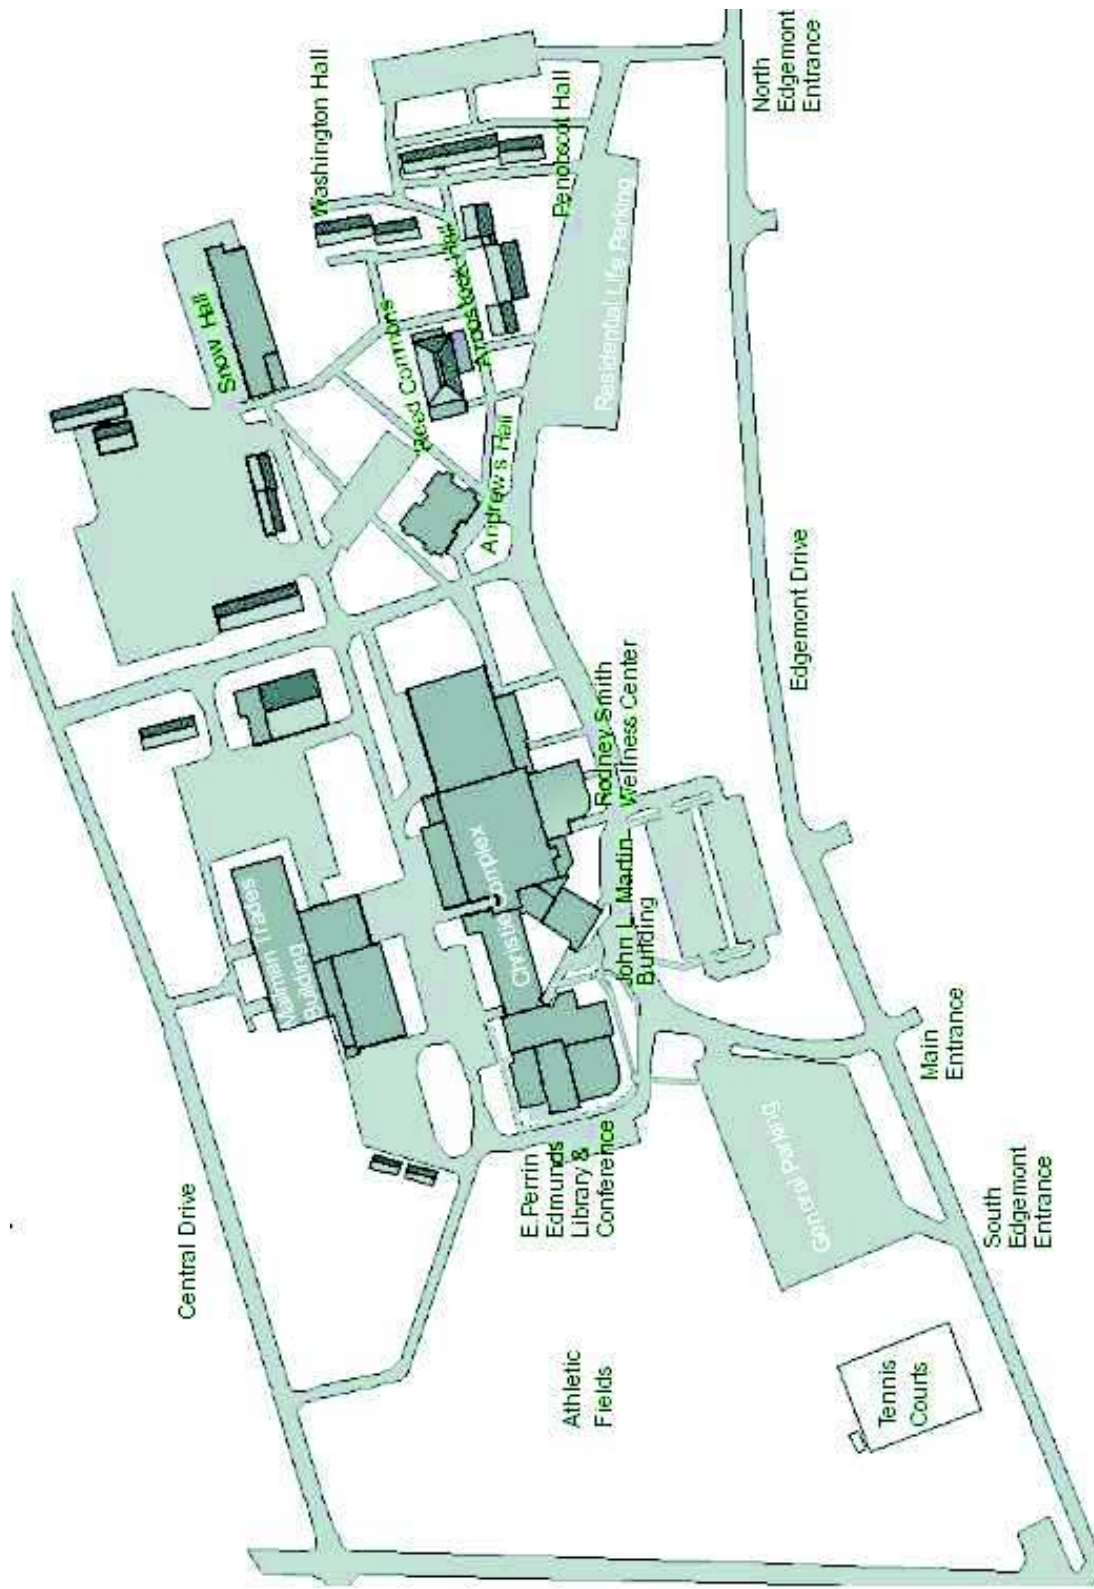 Washington Hall
Snow Hall
Penobscot Hall
Aroostook Hall
Reed Commons
Andrew's Hall
Residential Life Parking
North
Edgemont
Entrance
Edgemont Drive
Rodney Smith
Wellness Center
Christie Complex
John L. Martin
Building
Mailman Trades
Building
Main
Entrance
E.Perrin
Edmunds
Library &
Conference
General Parking
South
Edgemont
Entrance
Central Drive
Athletic
Fields
Tennis
Courts